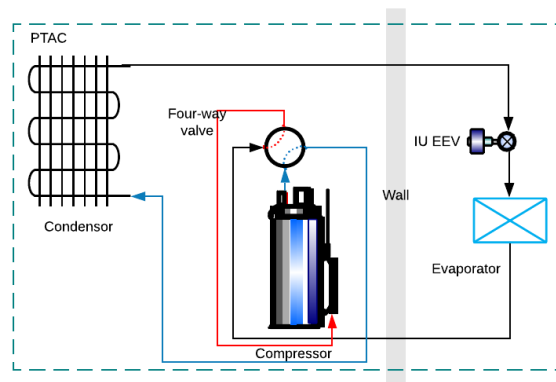 PTAC
Four-way
valve
IU EEV
Wall
Condensor
Evaporator
Compressor